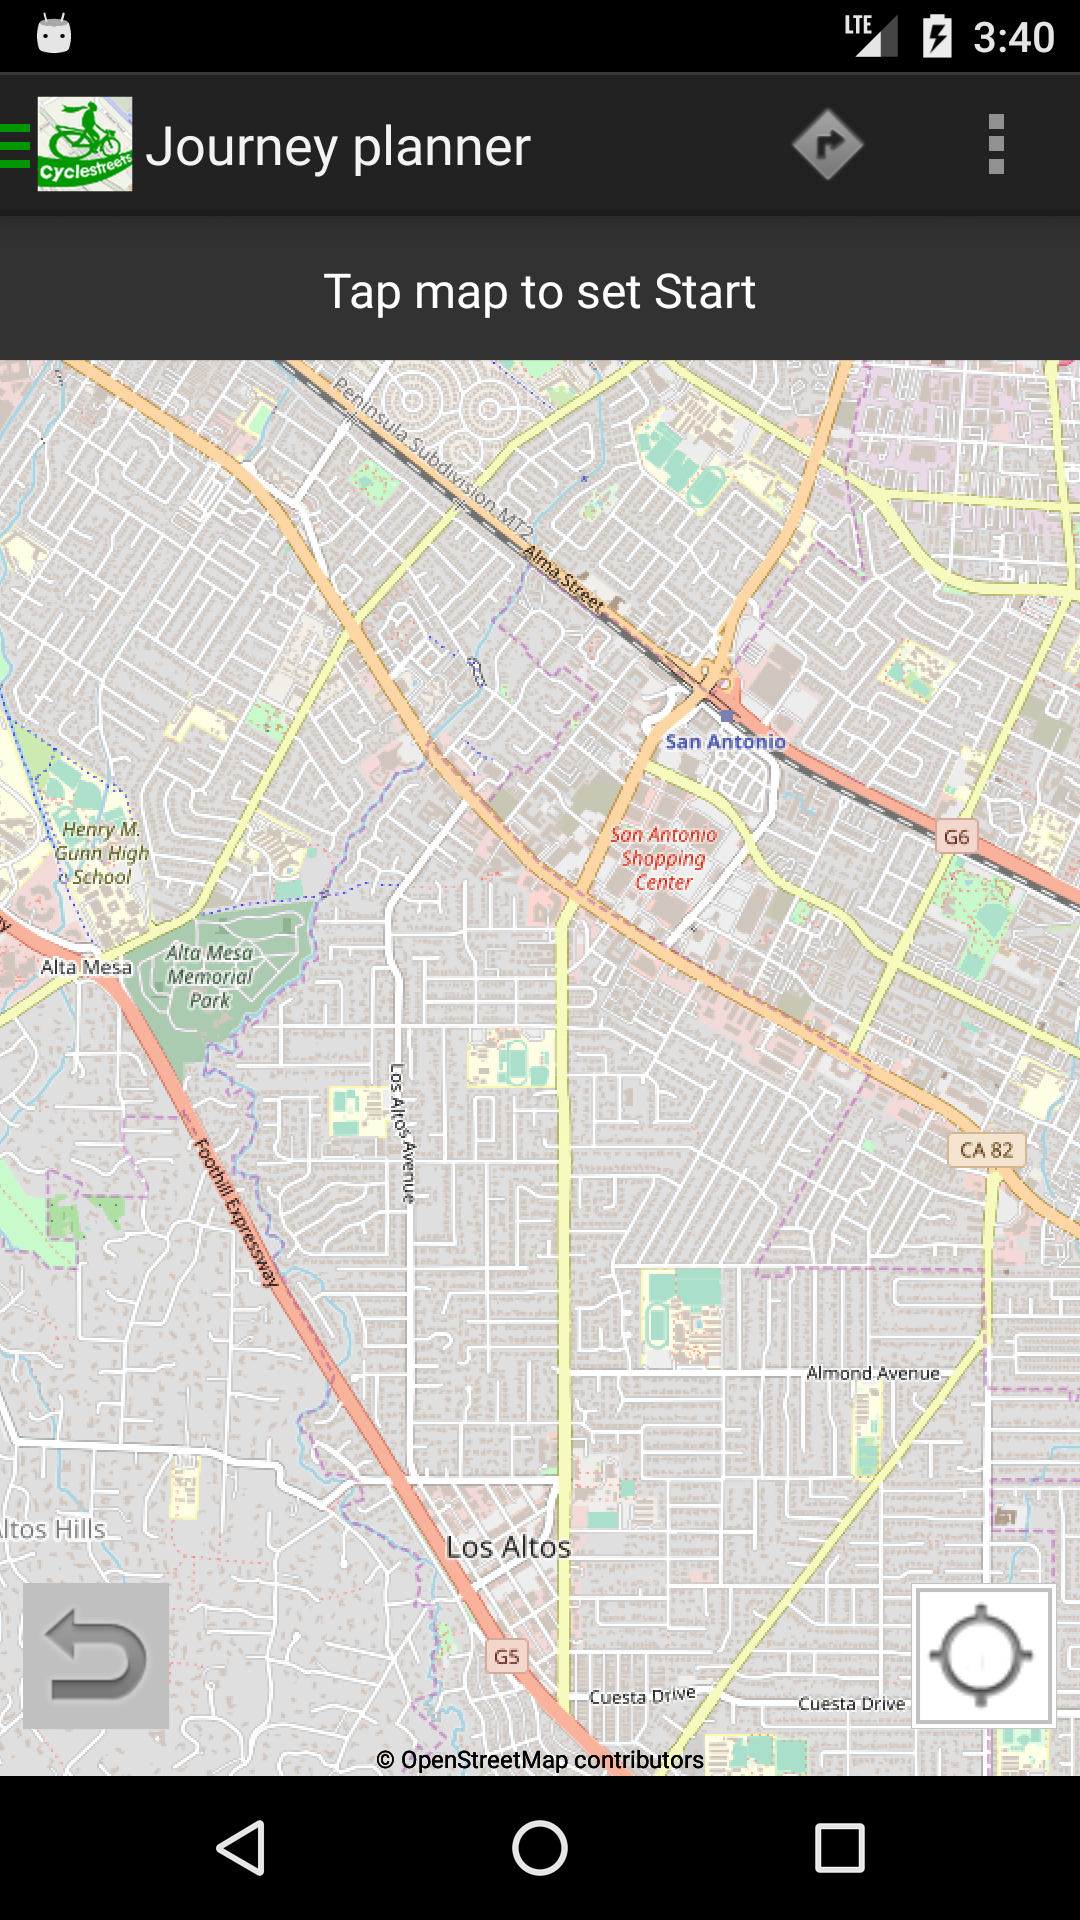 LTE 3:40
Cyclestreets
Journey planner
Tap map to set Start
Peninsula Subdivision MT2
Alma Street
San Antonio
G6
San Antonio
Shopping
Center
Henry M.
Gunn High
School
Alta Mesa
Alta Mesa
Memorial
Park
Los Altos Avenue
CA 82
Foothill Expressway
Almond Avenue
Altos Hills
Los Altos
G5
Cuesta Drive
Cuesta Drive
© OpenStreetMap contributors